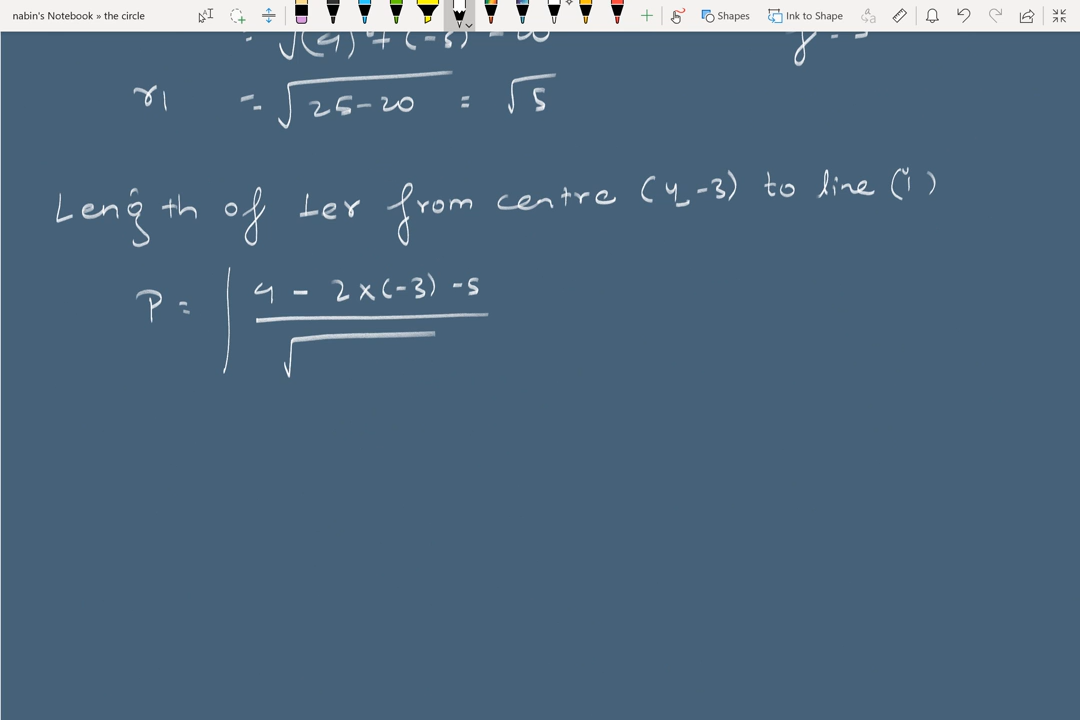 nabin's Notebook » the circle
Shapes
Ink to Shape
r1 = √25-20 = √5
Length of ⊥er from centre (4, -3) to line (i)
P = | 4 - 2×(-3) -5
√